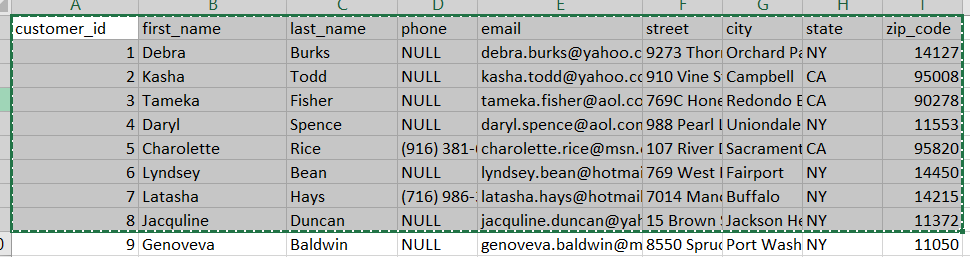 A B C D E F G H I
customer_id first_name last_name phone email street city state zip_code
1 Debra Burks NULL debra.burks@yahoo.c 9273 Thor Orchard Pa NY 14127
2 Kasha Todd NULL kasha.todd@yahoo.c 910 Vine S Campbell CA 95008
3 Tameka Fisher NULL tameka.fisher@aol.co 769C Hone Redondo B CA 90278
4 Daryl Spence NULL daryl.spence@aol.com 988 Pearl Uniondale NY 11553
5 Charolette Rice (916) 381- charolette.rice@msn. 107 River Sacrament CA 95820
6 Lyndsey Bean NULL lyndsey.bean@hotmai 769 West Fairport NY 14450
7 Latasha Hays (716) 986- latasha.hays@hotmai 7014 Man Buffalo NY 14215
8 Jacquline Duncan NULL jacquline.duncan@yah 15 Brown Jackson He NY 11372
9 Genoveva Baldwin NULL genoveva.baldwin@m 8550 Spruc Port Wash NY 11050